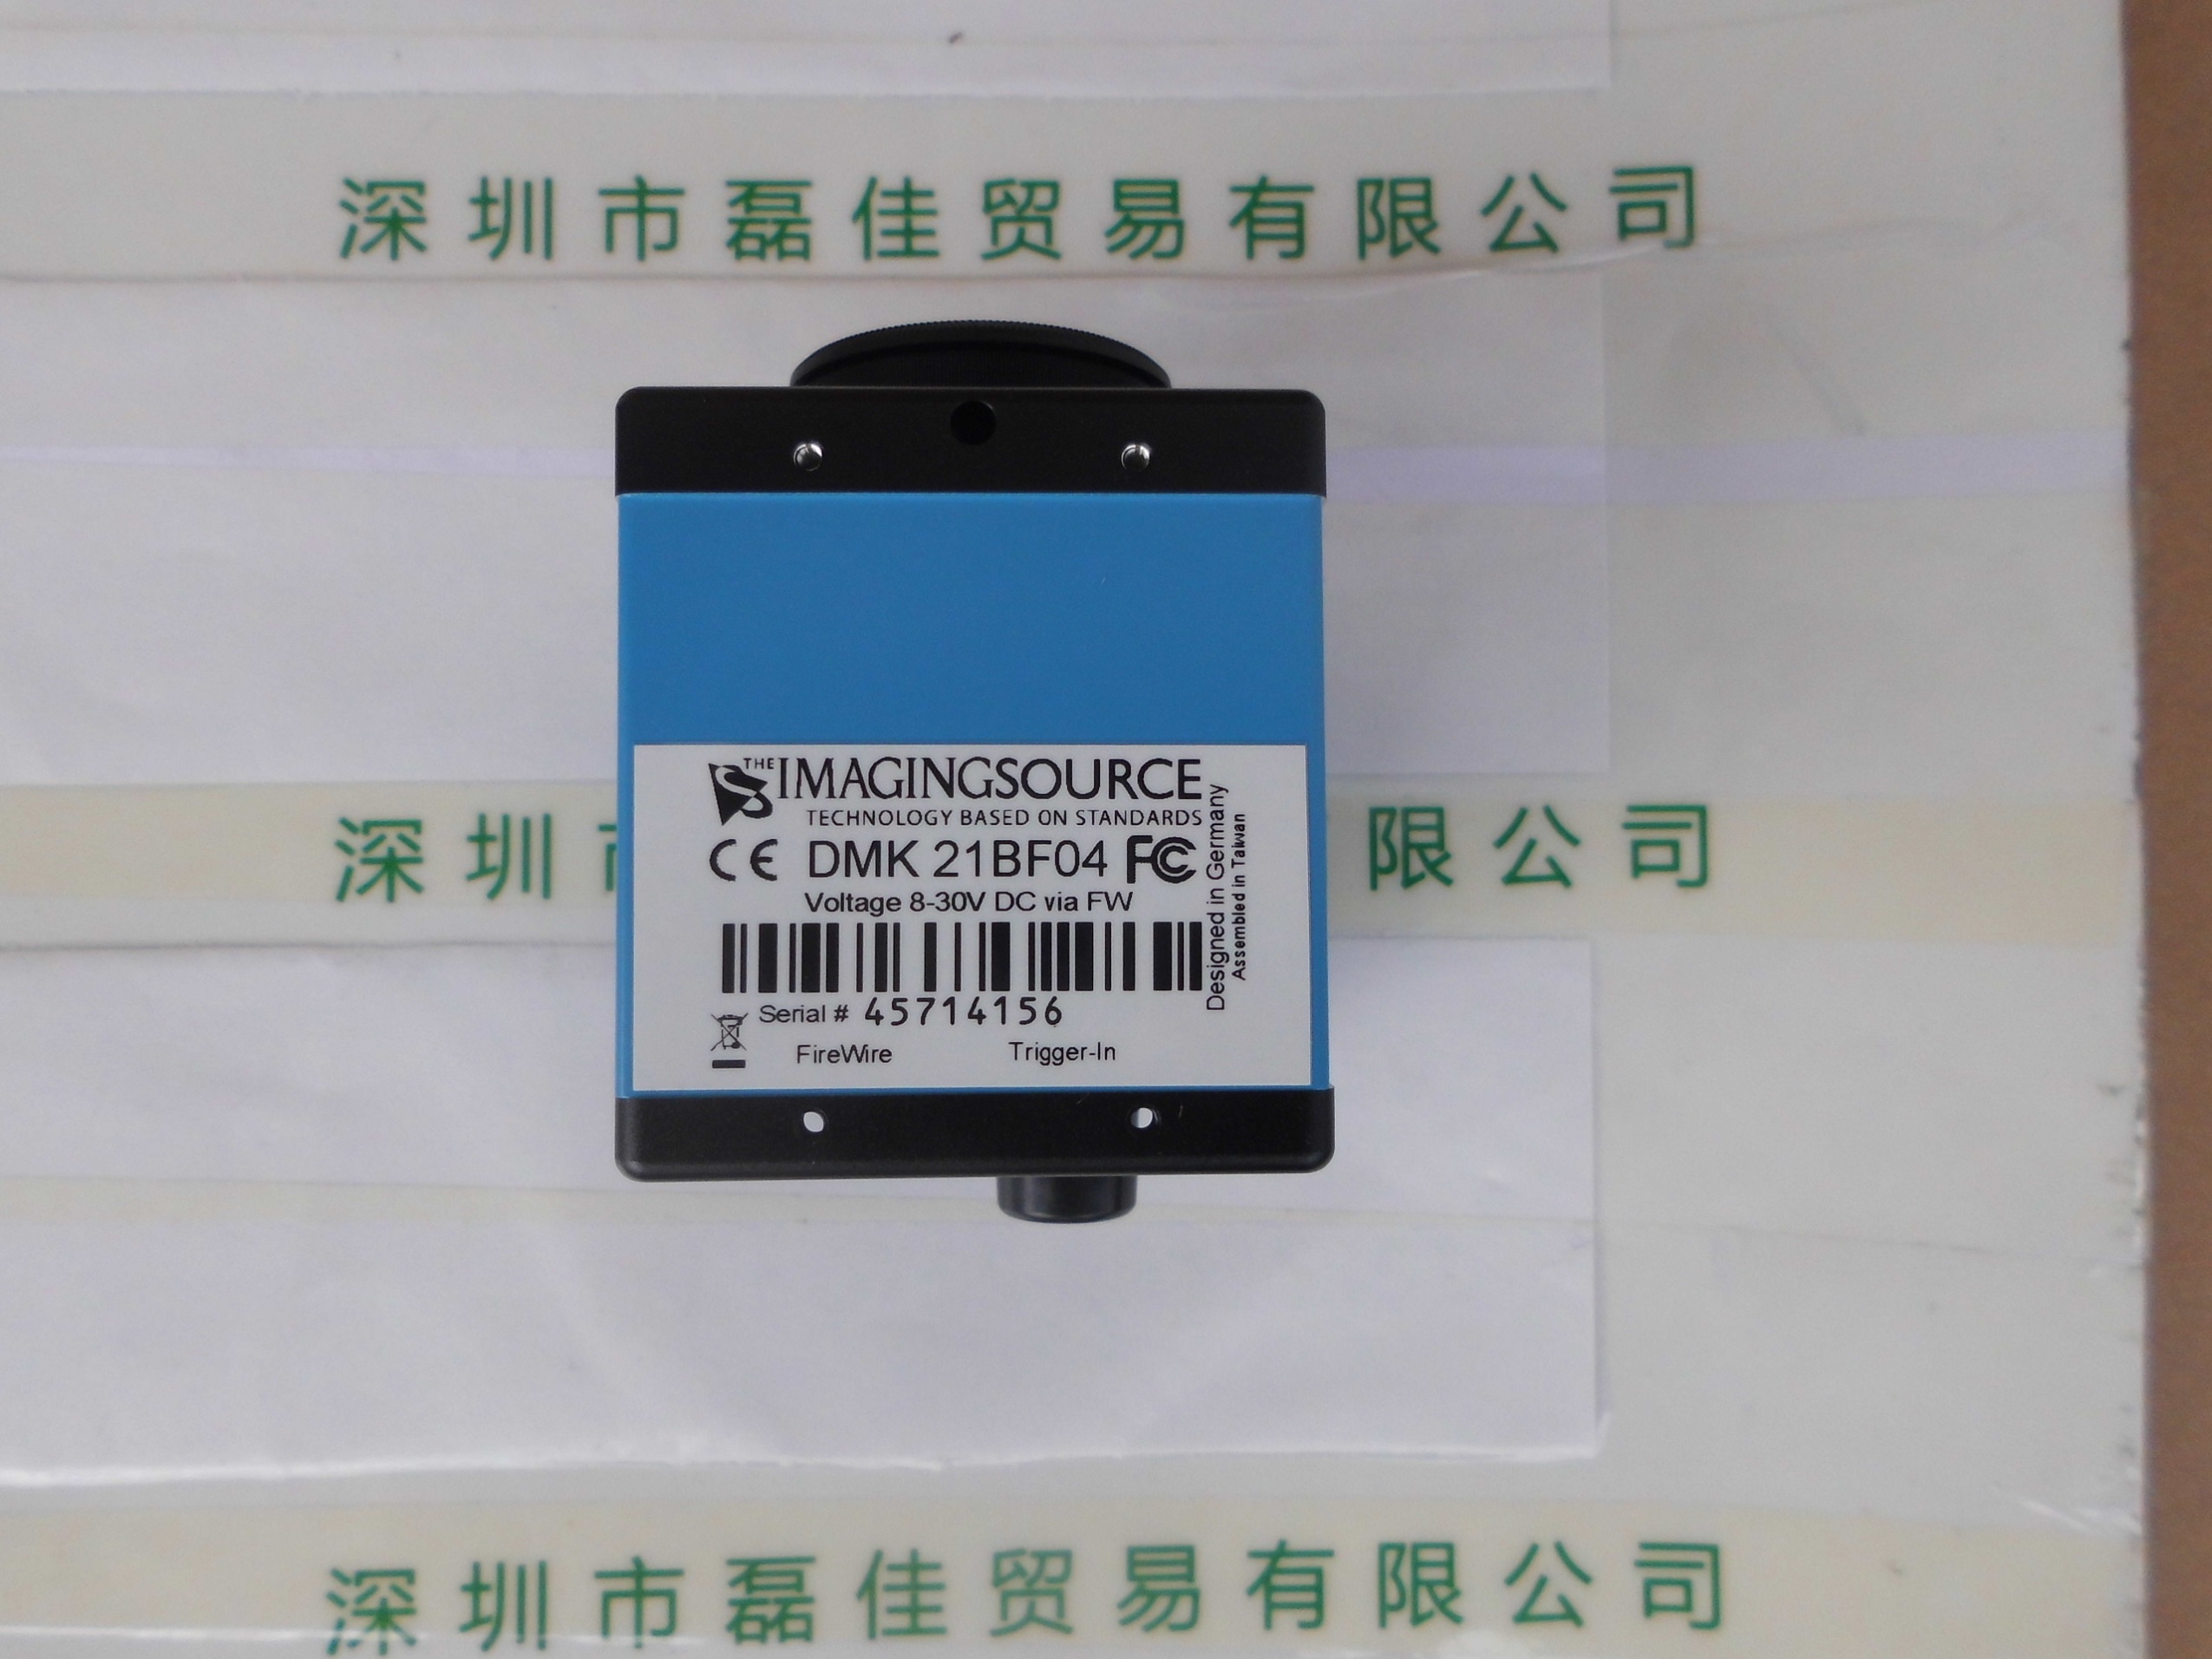 深圳市磊佳贸易有限公司
THE IMAGINGSOURCE
TECHNOLOGY BASED ON STANDARDS
CE DMK 21BF04 FC
Voltage 8-30V DC via FW
Designed in Germany
Assembled in Taiwan
Serial # 45714156
FireWire Trigger-In
深圳 限公司
深圳市磊佳贸易有限公司